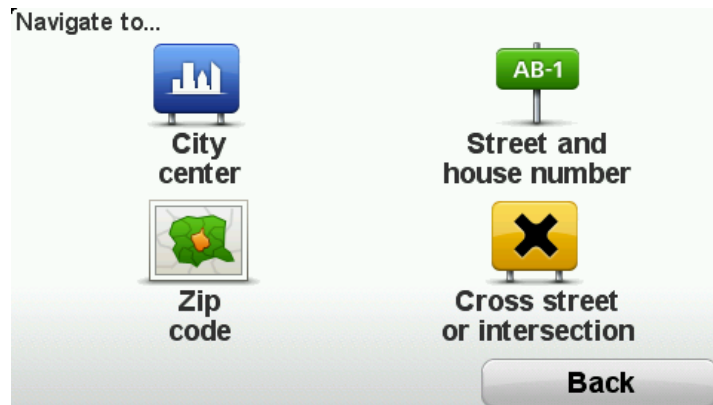 Navigate to...
AB-1
City
center
Street and
house number
Zip
code
Cross street
or intersection
Back